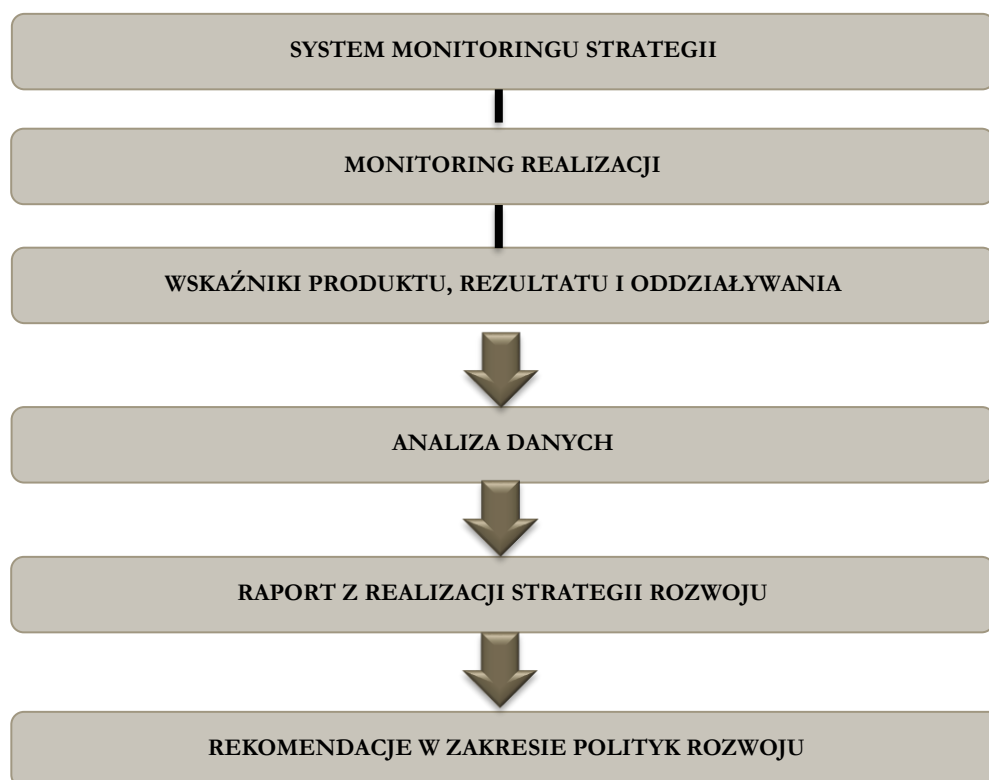 SYSTEM MONITORINGU STRATEGII
MONITORING REALIZACJI
WSKAŹNIKI PRODUKTU, REZULTATU I ODDZIAŁYWANIA
ANALIZA DANYCH
RAPORT Z REALIZACJI STRATEGII ROZWOJU
REKOMENDACJE W ZAKRESIE POLITYK ROZWOJU